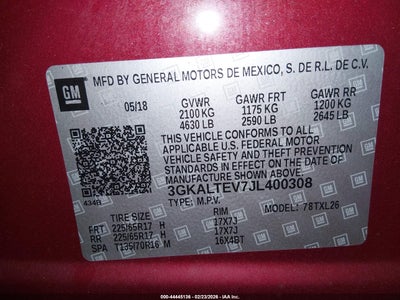 GM
MFD BY GENERAL MOTORS DE MEXICO, S. DE R.L. DE C.V.
05/18
GVWR GAWR FRT GAWR RR
2100 KG 1175 KG 1200 KG
4630 LB 2590 LB 2645 LB
THIS VEHICLE CONFORMS TO ALL
APPLICABLE U.S. FEDERAL MOTOR
VEHICLE SAFETY AND THEFT PREVENTION
STANDARDS IN EFFECT ON THE DATE OF
MANUFACTURE SHOWN ABOVE.
3GKALTEV7JL400308
TYPE: M.P.V. MODEL: 78TXL26
434B
TIRE SIZE RIM
FRT 225/65R17 H 17X7J
RR 225/65R17 H 17X7J
SPA T135/70R16 M 16X4BT
000-44445136 - 02/23/2026 - IAA Inc.